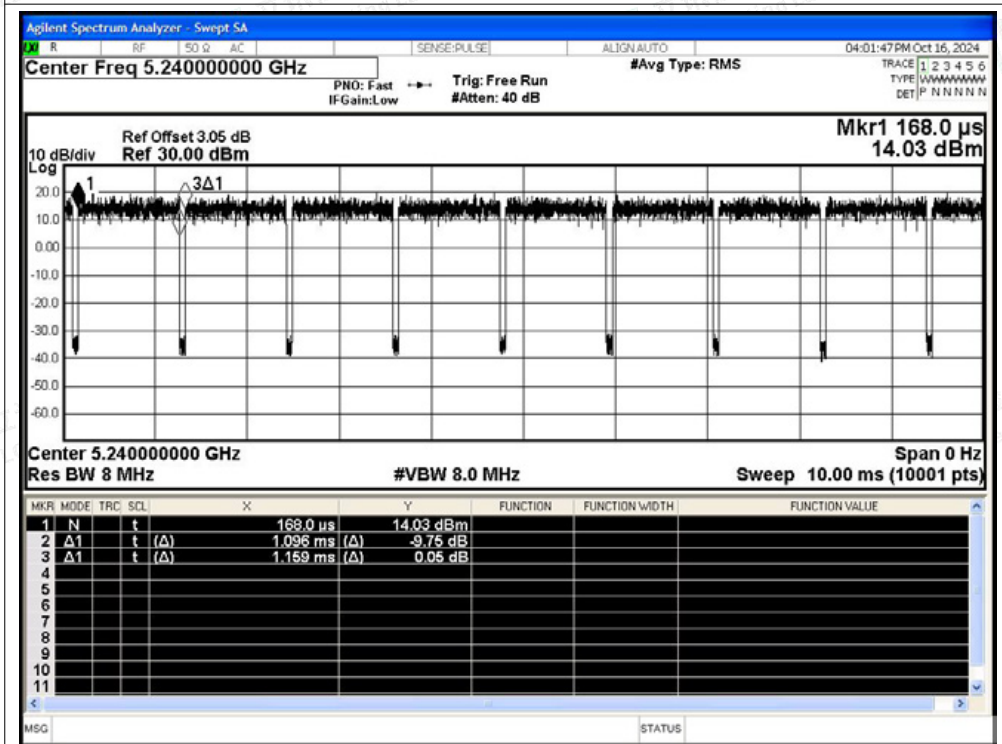 Agilent Spectrum Analyzer - Swept SA
LXI R RF 50 Ω AC SENSE:PULSE ALIGN AUTO 04:01:47 PM Oct 16, 2024
Center Freq 5.240000000 GHz #Avg Type: RMS TRACE 1 2 3 4 5 6
PNO: Fast Trig: Free Run TYPE WWWWWW
IFGain:Low #Atten: 40 dB DET P N N N N N
Mkr1 168.0 µs
Ref Offset 3.05 dB
10 dB/div Ref 30.00 dBm 14.03 dBm
Log
1 3Δ1
20.0
10.0
0.00
-10.0
-20.0
-30.0
-40.0
-50.0
-60.0
Center 5.240000000 GHz Span 0 Hz
Res BW 8 MHz #VBW 8.0 MHz Sweep 10.00 ms (10001 pts)
MKR MODE TRC SCL X Y FUNCTION FUNCTION WIDTH FUNCTION VALUE
1 N t 168.0 µs 14.03 dBm
2 Δ1 t (Δ) 1.096 ms (Δ) -9.75 dB
3 Δ1 t (Δ) 1.159 ms (Δ) 0.05 dB
4
5
6
7
8
9
10
11
MSG STATUS